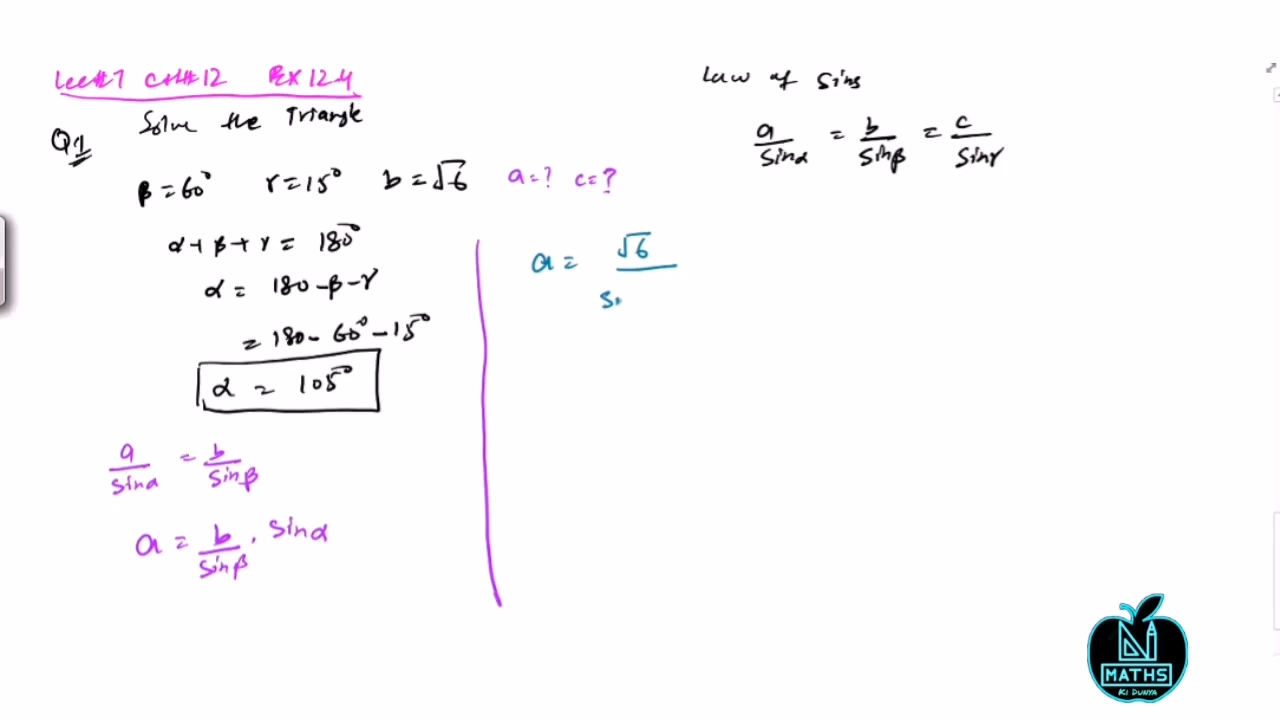 Lec#7 CH#12 Ex 12.4
Q1 Solve the Triangle
β = 60° γ = 15° b = √6 a = ? c = ?
α + β + γ = 180°
α = 180 - β - γ
= 180 - 60° - 15°
α = 105°
a/sinα = b/sinβ
a = b/sinβ . sinα
a = √6/s
Law of Sins
a/sinα = b/sinβ = c/sinγ
MATHS
KI DUNYA